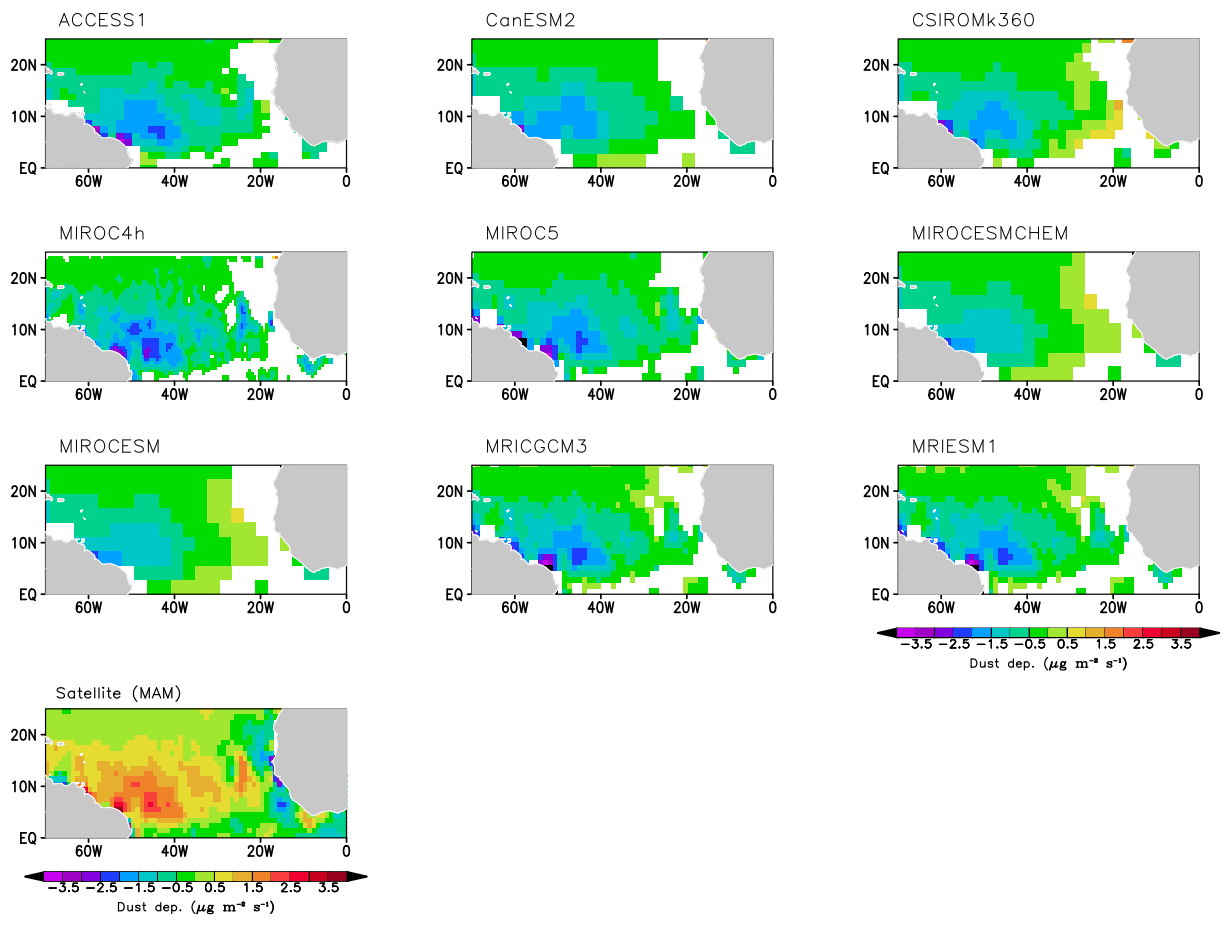 ACCESS1 CanESM2 CSIROMk360
20N 20N 20N
10N 10N 10N
EQ EQ EQ
60W 40W 20W 0 60W 40W 20W 0 60W 40W 20W 0
MIROC4h MIROC5 MIROCESMCHEM
20N 20N 20N
10N 10N 10N
EQ EQ EQ
60W 40W 20W 0 60W 40W 20W 0 60W 40W 20W 0
MIROCESM MRICGCM3 MRIESM1
20N 20N 20N
10N 10N 10N
EQ EQ EQ
60W 40W 20W 0 60W 40W 20W 0 60W 40W 20W 0
−3.5 −2.5 −1.5 −0.5 0.5 1.5 2.5 3.5
Dust dep. (μg m⁻² s⁻¹)
Satellite (MAM)
20N
10N
EQ
60W 40W 20W 0
−3.5 −2.5 −1.5 −0.5 0.5 1.5 2.5 3.5
Dust dep. (μg m⁻² s⁻¹)